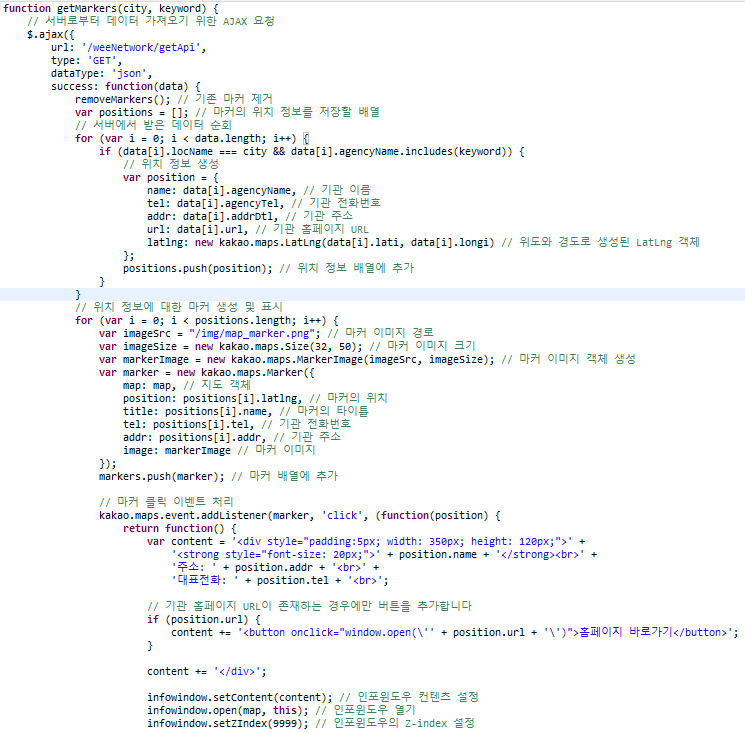 function getMarkers(city, keyword) {
    // 서버로부터 데이터 가져오기 위한 AJAX 요청
    $.ajax({
        url: '/weeNetwork/getApi',
        type: 'GET',
        dataType: 'json',
        success: function(data) {
            removeMarkers(); // 기존 마커 제거
            var positions = []; // 마커의 위치 정보를 저장할 배열
            // 서버에서 받은 데이터 순회
            for (var i = 0; i < data.length; i++) {
                if (data[i].locName === city && data[i].agencyName.includes(keyword)) {
                    // 위치 정보 생성
                    var position = {
                        name: data[i].agencyName, // 기관 이름
                        tel: data[i].agencyTel, // 기관 전화번호
                        addr: data[i].addrDtl, // 기관 주소
                        url: data[i].url, // 기관 홈페이지 URL
                        latlng: new kakao.maps.LatLng(data[i].lati, data[i].longi) // 위도와 경도로 생성된 LatLng 객체
                    };
                    positions.push(position); // 위치 정보 배열에 추가
                }
            }
            // 위치 정보에 대한 마커 생성 및 표시
            for (var i = 0; i < positions.length; i++) {
                var imageSrc = "/img/map_marker.png"; // 마커 이미지 경로
                var imageSize = new kakao.maps.Size(32, 50); // 마커 이미지 크기
                var markerImage = new kakao.maps.MarkerImage(imageSrc, imageSize); // 마커 이미지 객체 생성
                var marker = new kakao.maps.Marker({
                    map: map, // 지도 객체
                    position: positions[i].latlng, // 마커의 위치
                    title: positions[i].name, // 마커의 타이틀
                    tel: positions[i].tel, // 기관 전화번호
                    addr: positions[i].addr, // 기관 주소
                    image: markerImage // 마커 이미지
                });
                markers.push(marker); // 마커 배열에 추가

                // 마커 클릭 이벤트 처리
                kakao.maps.event.addListener(marker, 'click', (function(position) {
                    return function() {
                        var content = '<div style="padding:5px; width: 350px; height: 120px;">' +
                            '<strong style="font-size: 20px;">' + position.name + '</strong><br>' +
                            '주소: ' + position.addr + '<br>' +
                            '대표전화: ' + position.tel + '<br>';

                        // 기관 홈페이지 URL이 존재하는 경우에만 버튼을 추가합니다
                        if (position.url) {
                            content += '<button onclick="window.open(\'' + position.url + '\')">홈페이지 바로가기</button>';
                        }

                        content += '</div>';

                        infowindow.setContent(content); // 인포윈도우 컨텐츠 설정
                        infowindow.open(map, this); // 인포윈도우 열기
                        infowindow.setZIndex(9999); // 인포윈도우의 Z-index 설정